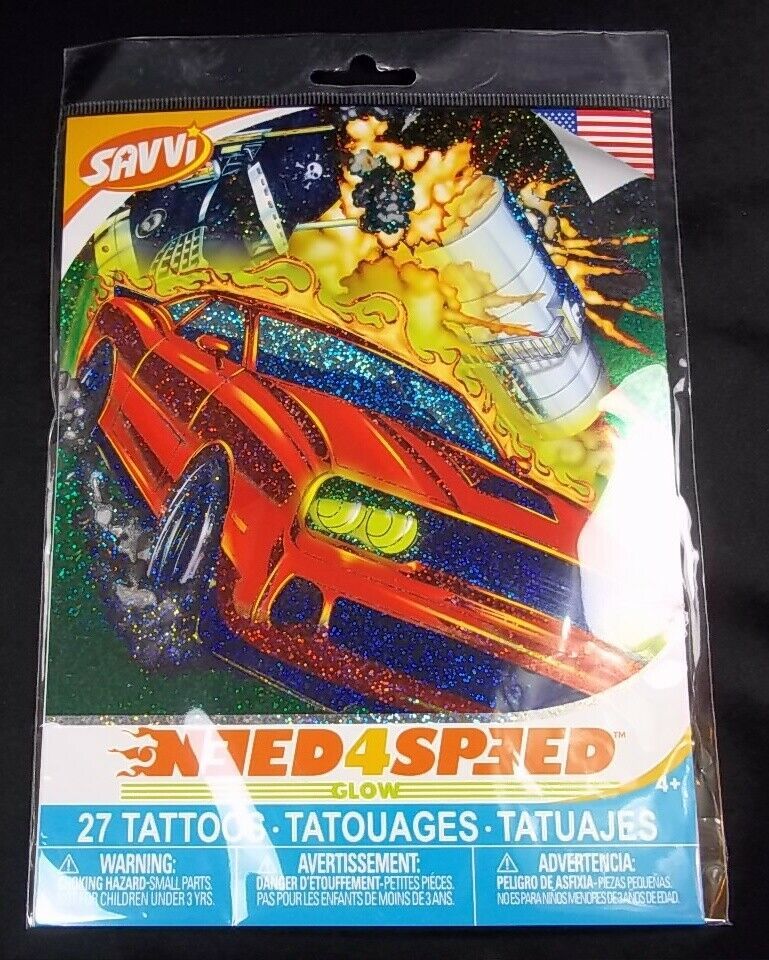 SAVVi
NEED4SPEED™
GLOW
4+
27 TATTOOS · TATOUAGES · TATUAJES
⚠ WARNING:
CHOKING HAZARD-SMALL PARTS.
NOT FOR CHILDREN UNDER 3 YRS.
⚠ AVERTISSEMENT:
DANGER D'ETOUFFEMENT-PETITES PIÈCES.
PAS POUR LES ENFANTS DE MOINS DE 3 ANS.
⚠ ADVERTENCIA:
PELIGRO DE ASFIXIA-PIEZAS PEQUEÑAS.
NO ES PARA NIÑOS MENORES DE 3 AÑOS DE EDAD.